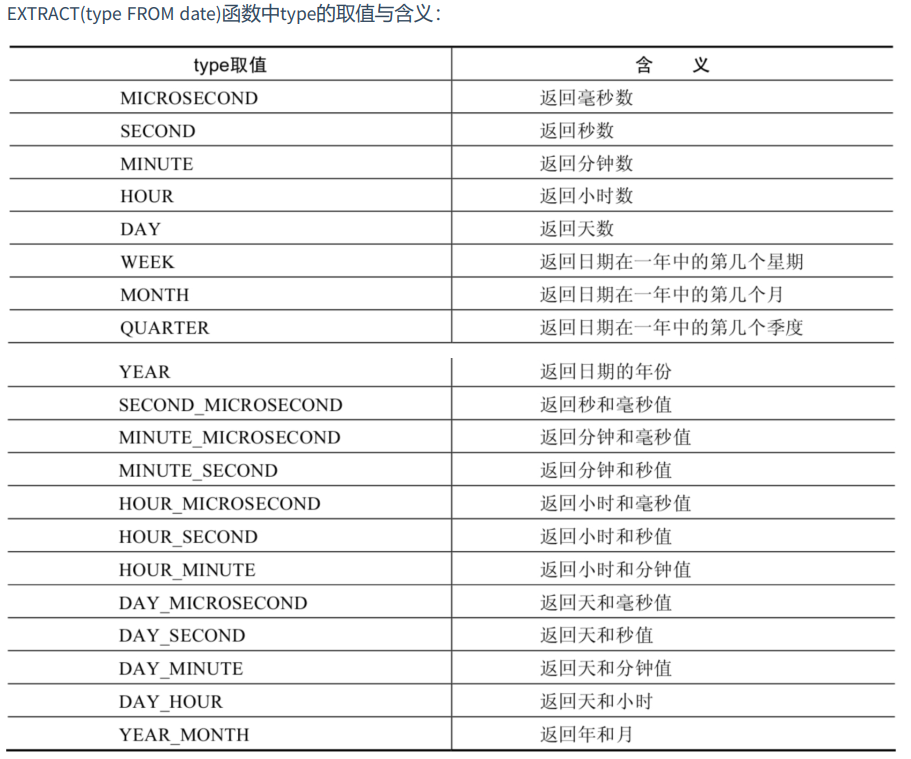 EXTRACT(type FROM date)函数中type的取值与含义：
type取值 含 义
MICROSECOND 返回毫秒数
SECOND 返回秒数
MINUTE 返回分钟数
HOUR 返回小时数
DAY 返回天数
WEEK 返回日期在一年中的第几个星期
MONTH 返回日期在一年中的第几个月
QUARTER 返回日期在一年中的第几个季度
YEAR 返回日期的年份
SECOND_MICROSECOND 返回秒和毫秒值
MINUTE_MICROSECOND 返回分钟和毫秒值
MINUTE_SECOND 返回分钟和秒值
HOUR_MICROSECOND 返回小时和毫秒值
HOUR_SECOND 返回小时和秒值
HOUR_MINUTE 返回小时和分钟值
DAY_MICROSECOND 返回天和毫秒值
DAY_SECOND 返回天和秒值
DAY_MINUTE 返回天和分钟值
DAY_HOUR 返回天和小时
YEAR_MONTH 返回年和月